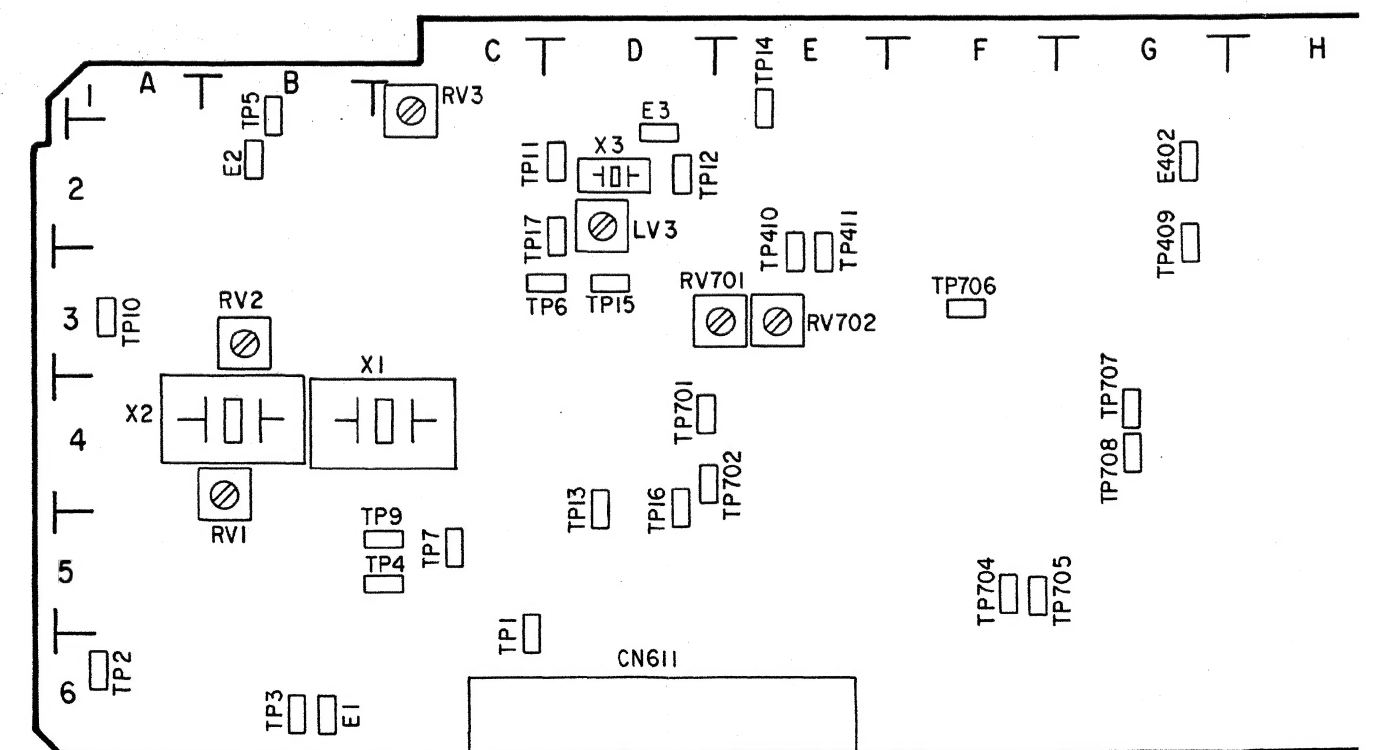 C
D
TP14
E
F
G
H
A
B
1
TP5
RV3
E3
E2
TP11
X3
TP12
E402
2
TP17
LV3
TP410
TP411
TP409
RV701
TP706
3
TP10
RV2
TP6
TP15
RV702
X1
TP707
X2
TP701
4
TP708
TP702
TP13
TP16
RV1
TP9
TP7
TP4
5
TP704
TP705
TP1
CN611
TP2
6
TP3
E1